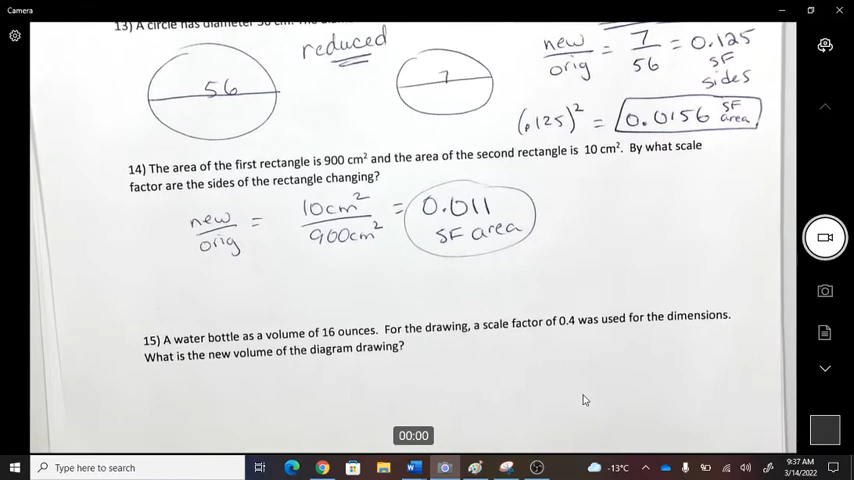 Camera
13) A circle has diameter 56 cm.
reduced
56
7
new/orig = 7/56 = 0.125
SF
sides
(.125)² = 0.0156 SF area
14) The area of the first rectangle is 900 cm² and the area of the second rectangle is 10 cm². By what scale
factor are the sides of the rectangle changing?
new/orig = 10cm²/900cm² = 0.011
SF area
15) A water bottle as a volume of 16 ounces. For the drawing, a scale factor of 0.4 was used for the dimensions.
What is the new volume of the diagram drawing?
00:00
Type here to search
-13°C
9:37 AM
3/14/2022